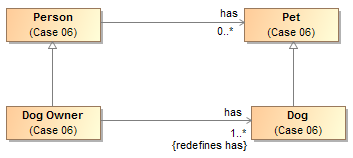 Person
(Case 06)
has
0..*
Pet
(Case 06)
Dog Owner
(Case 06)
has
1..*
{redefines has}
Dog
(Case 06)